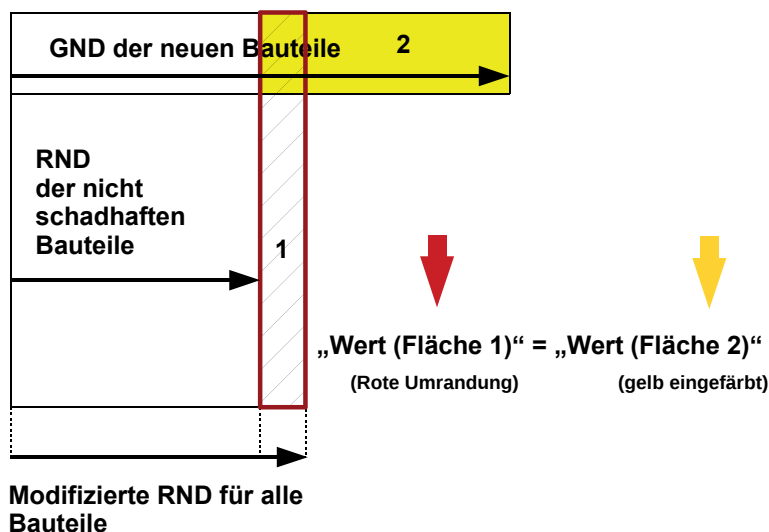 GND der neuen Bauteile
2
RND
der nicht
schadhaften
Bauteile
1
„Wert (Fläche 1)“ = „Wert (Fläche 2)“
(Rote Umrandung) (gelb eingefärbt)
Modifizierte RND für alle
Bauteile